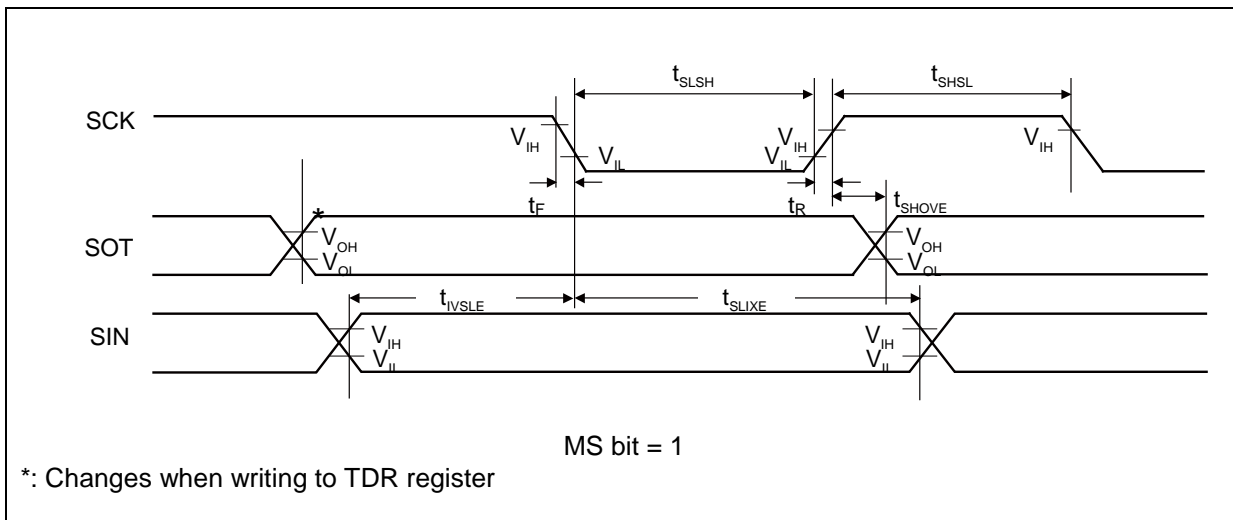 tSLSH
tSHSL
SCK
VIH
VIL
VIH
VIL
VIH
tF
tR
tSHOVE
*
SOT
VOH
VOL
VOH
VOL
tIVSLE
tSLIXE
SIN
VIH
VIL
VIH
VIL
MS bit = 1
*: Changes when writing to TDR register